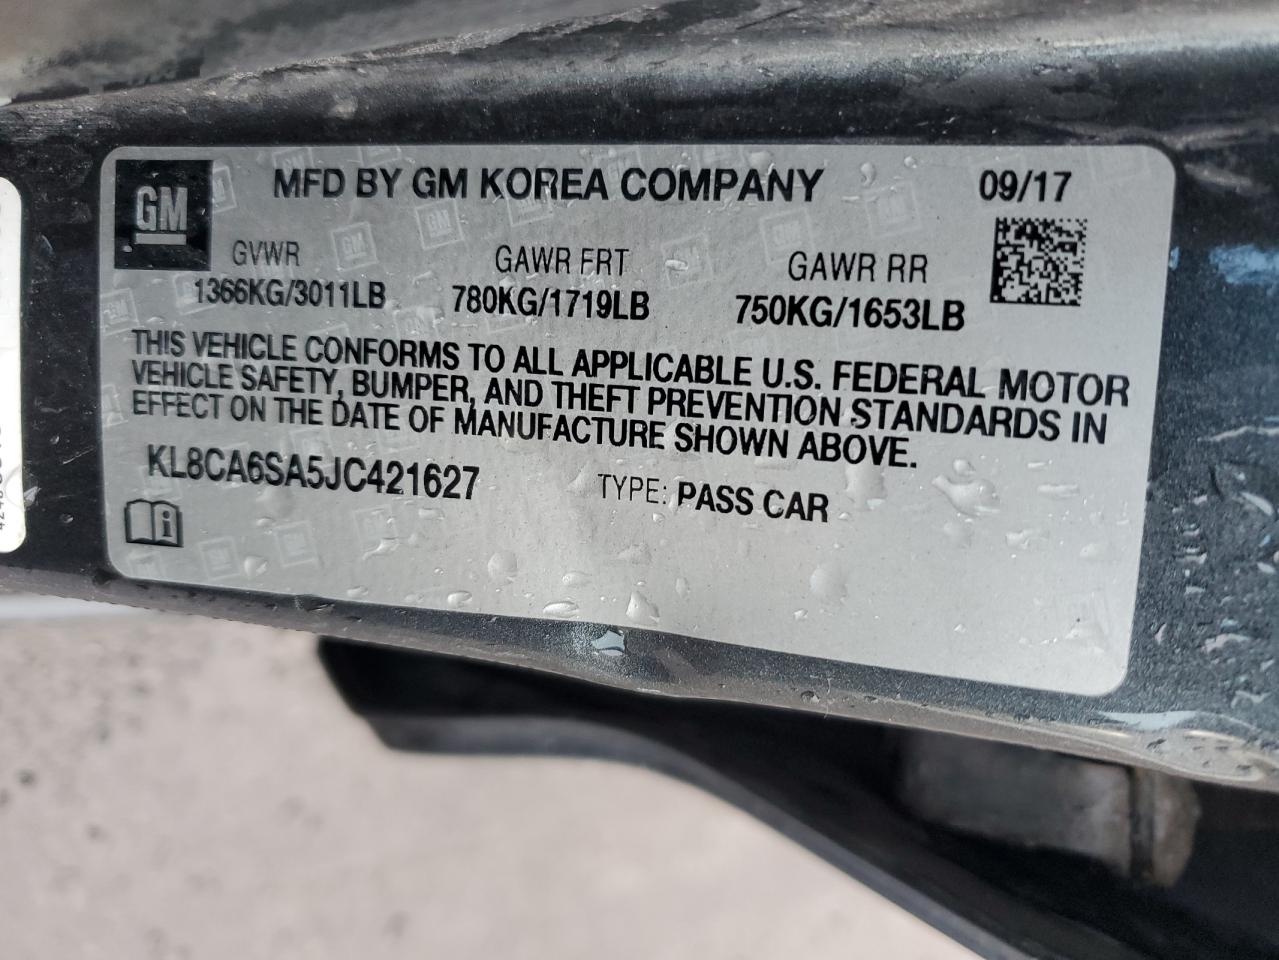 GM
MFD BY GM KOREA COMPANY 09/17
GVWR GAWR FRT GAWR RR
1366KG/3011LB 780KG/1719LB 750KG/1653LB
THIS VEHICLE CONFORMS TO ALL APPLICABLE U.S. FEDERAL MOTOR
VEHICLE SAFETY, BUMPER, AND THEFT PREVENTION STANDARDS IN
EFFECT ON THE DATE OF MANUFACTURE SHOWN ABOVE.
KL8CA6SA5JC421627 TYPE: PASS CAR